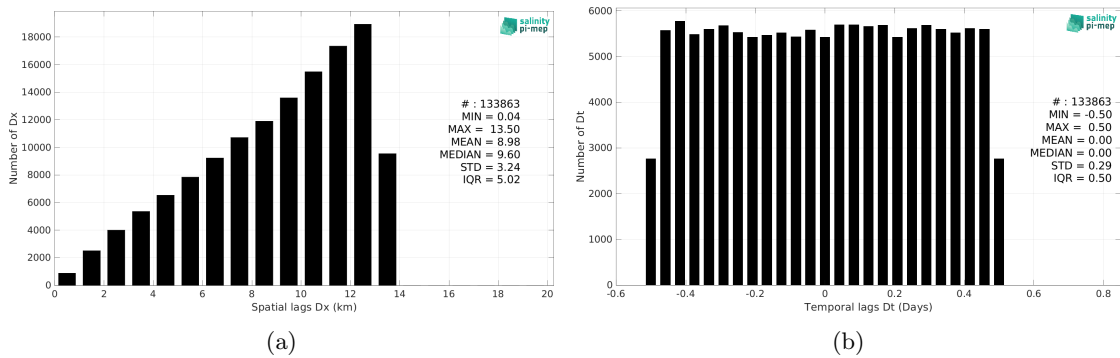 salinity
pi-mep
18000
16000
14000
12000
10000
8000
6000
4000
2000
0
Number of Dx
# : 133863
MIN = 0.04
MAX = 13.50
MEAN = 8.98
MEDIAN = 9.60
STD = 3.24
IQR = 5.02
0 2 4 6 8 10 12 14 16 18 20
Spatial lags Dx (km)
(a)
salinity
pi-mep
6000
5000
4000
3000
2000
1000
0
Number of Dt
# : 133863
MIN = -0.50
MAX = 0.50
MEAN = 0.00
MEDIAN = 0.00
STD = 0.29
IQR = 0.50
-0.6 -0.4 -0.2 0 0.2 0.4 0.6 0.8
Temporal lags Dt (Days)
(b)